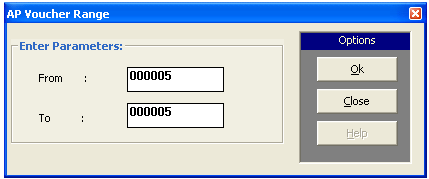 AP Voucher Range
Enter Parameters:
From : 000005
To : 000005
Options
Ok
Close
Help